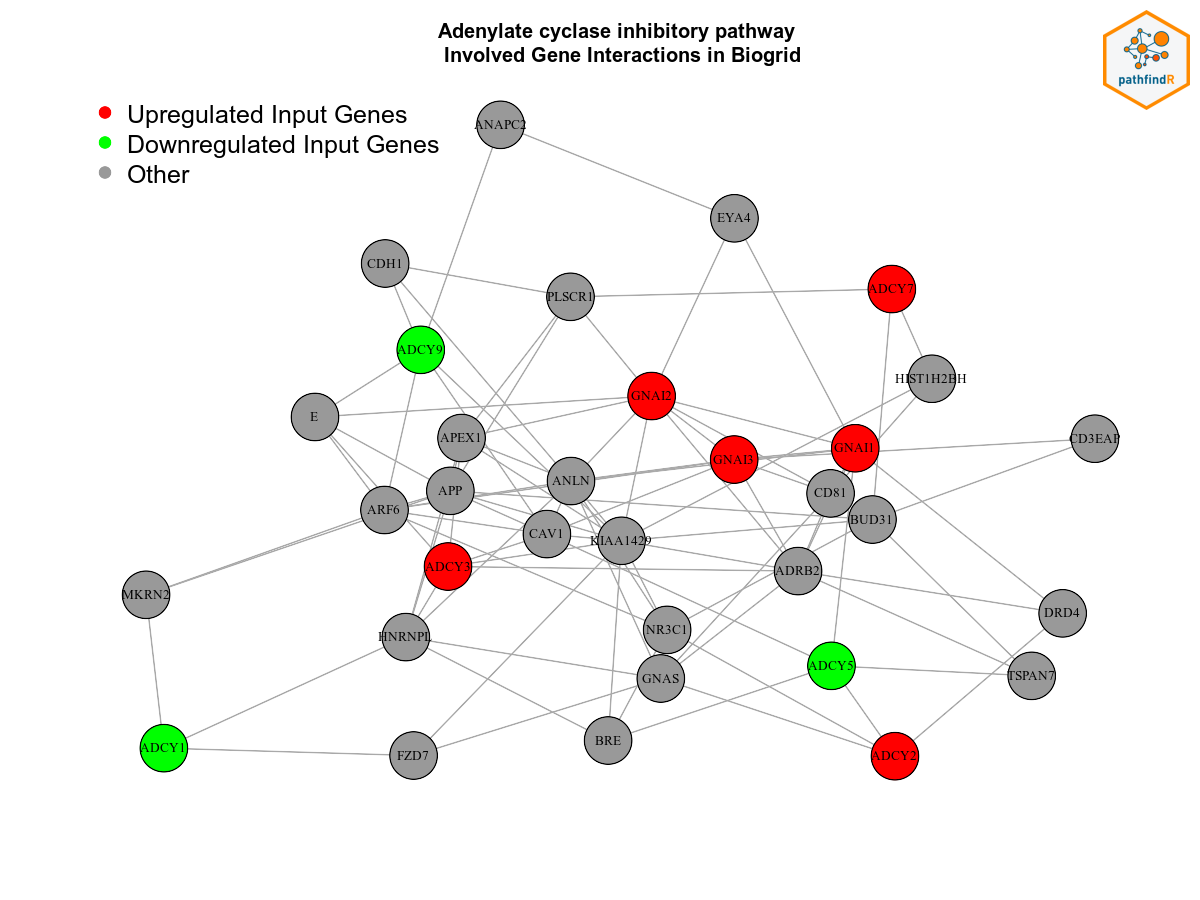 Adenylate cyclase inhibitory pathway
Involved Gene Interactions in Biogrid
pathfindR
Upregulated Input Genes
Downregulated Input Genes
Other
ANAPC2
EYA4
CDH1
PLSCR1
ADCY7
ADCY9
HIST1H2BH
GNAI2
E
APEX1
CD3EAP
GNAI1
GNAI3
ANLN
APP
CD81
ARF6
BUD31
CAV1
KIAA1429
ADCY3
ADRB2
MKRN2
DRD4
NR3C1
HNRNPL
ADCY5
TSPAN7
GNAS
BRE
ADCY1
FZD7
ADCY2